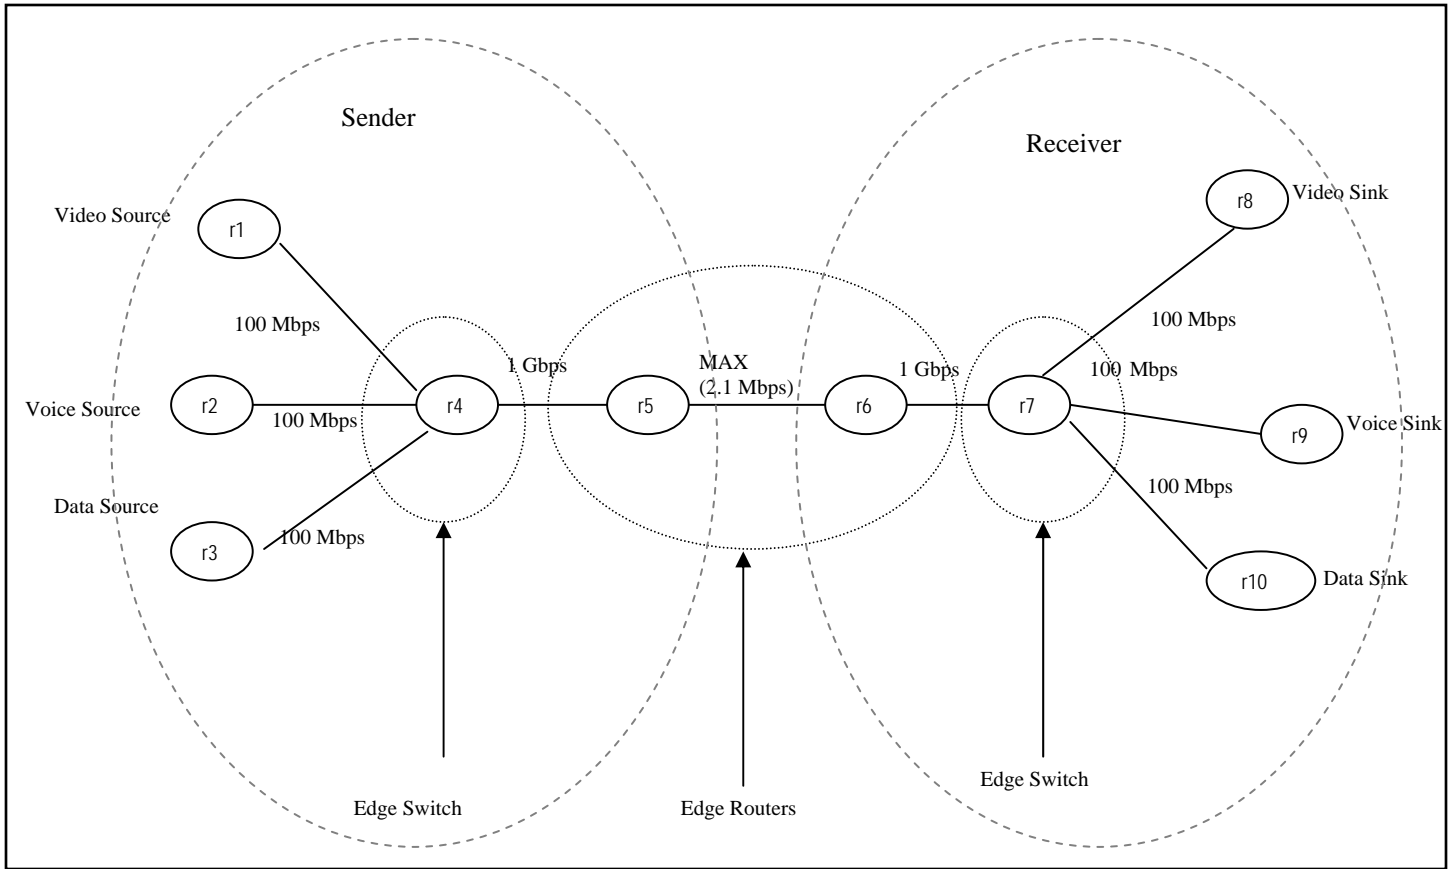 Sender
Receiver
Video Source
r1
r8
Video Sink
100 Mbps
100 Mbps
1 Gbps
MAX
(2.1 Mbps)
1 Gbps
100 Mbps
Voice Source
r2
100 Mbps
r4
r5
r6
r7
r9
Voice Sink
Data Source
r3
100 Mbps
100 Mbps
r10
Data Sink
Edge Switch
Edge Routers
Edge Switch